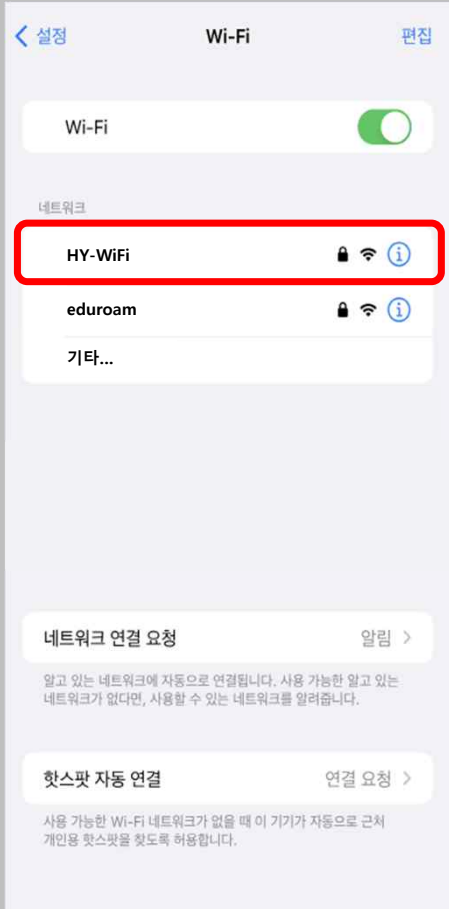 설정
Wi-Fi
편집
Wi-Fi
네트워크
HY-WiFi
eduroam
기타...
네트워크 연결 요청
알림
알고 있는 네트워크에 자동으로 연결됩니다. 사용 가능한 알고 있는
네트워크가 없다면, 사용할 수 있는 네트워크를 알려줍니다.
핫스팟 자동 연결
연결 요청
사용 가능한 Wi-Fi 네트워크가 없을 때 이 기기가 자동으로 근처
개인용 핫스팟을 찾도록 허용합니다.